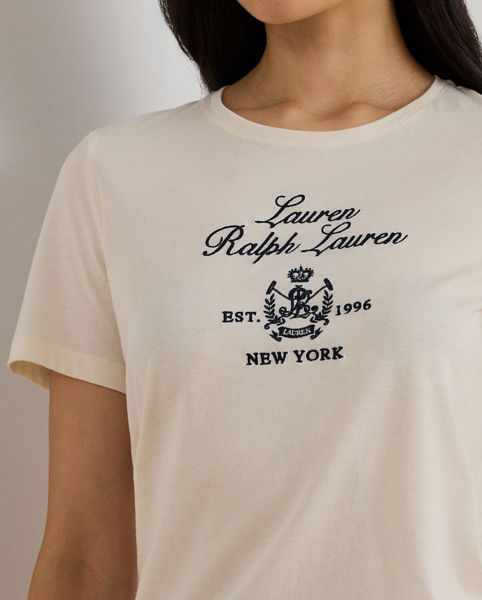 Lauren
Ralph Lauren
EST. 1996
LAUREN
NEW YORK